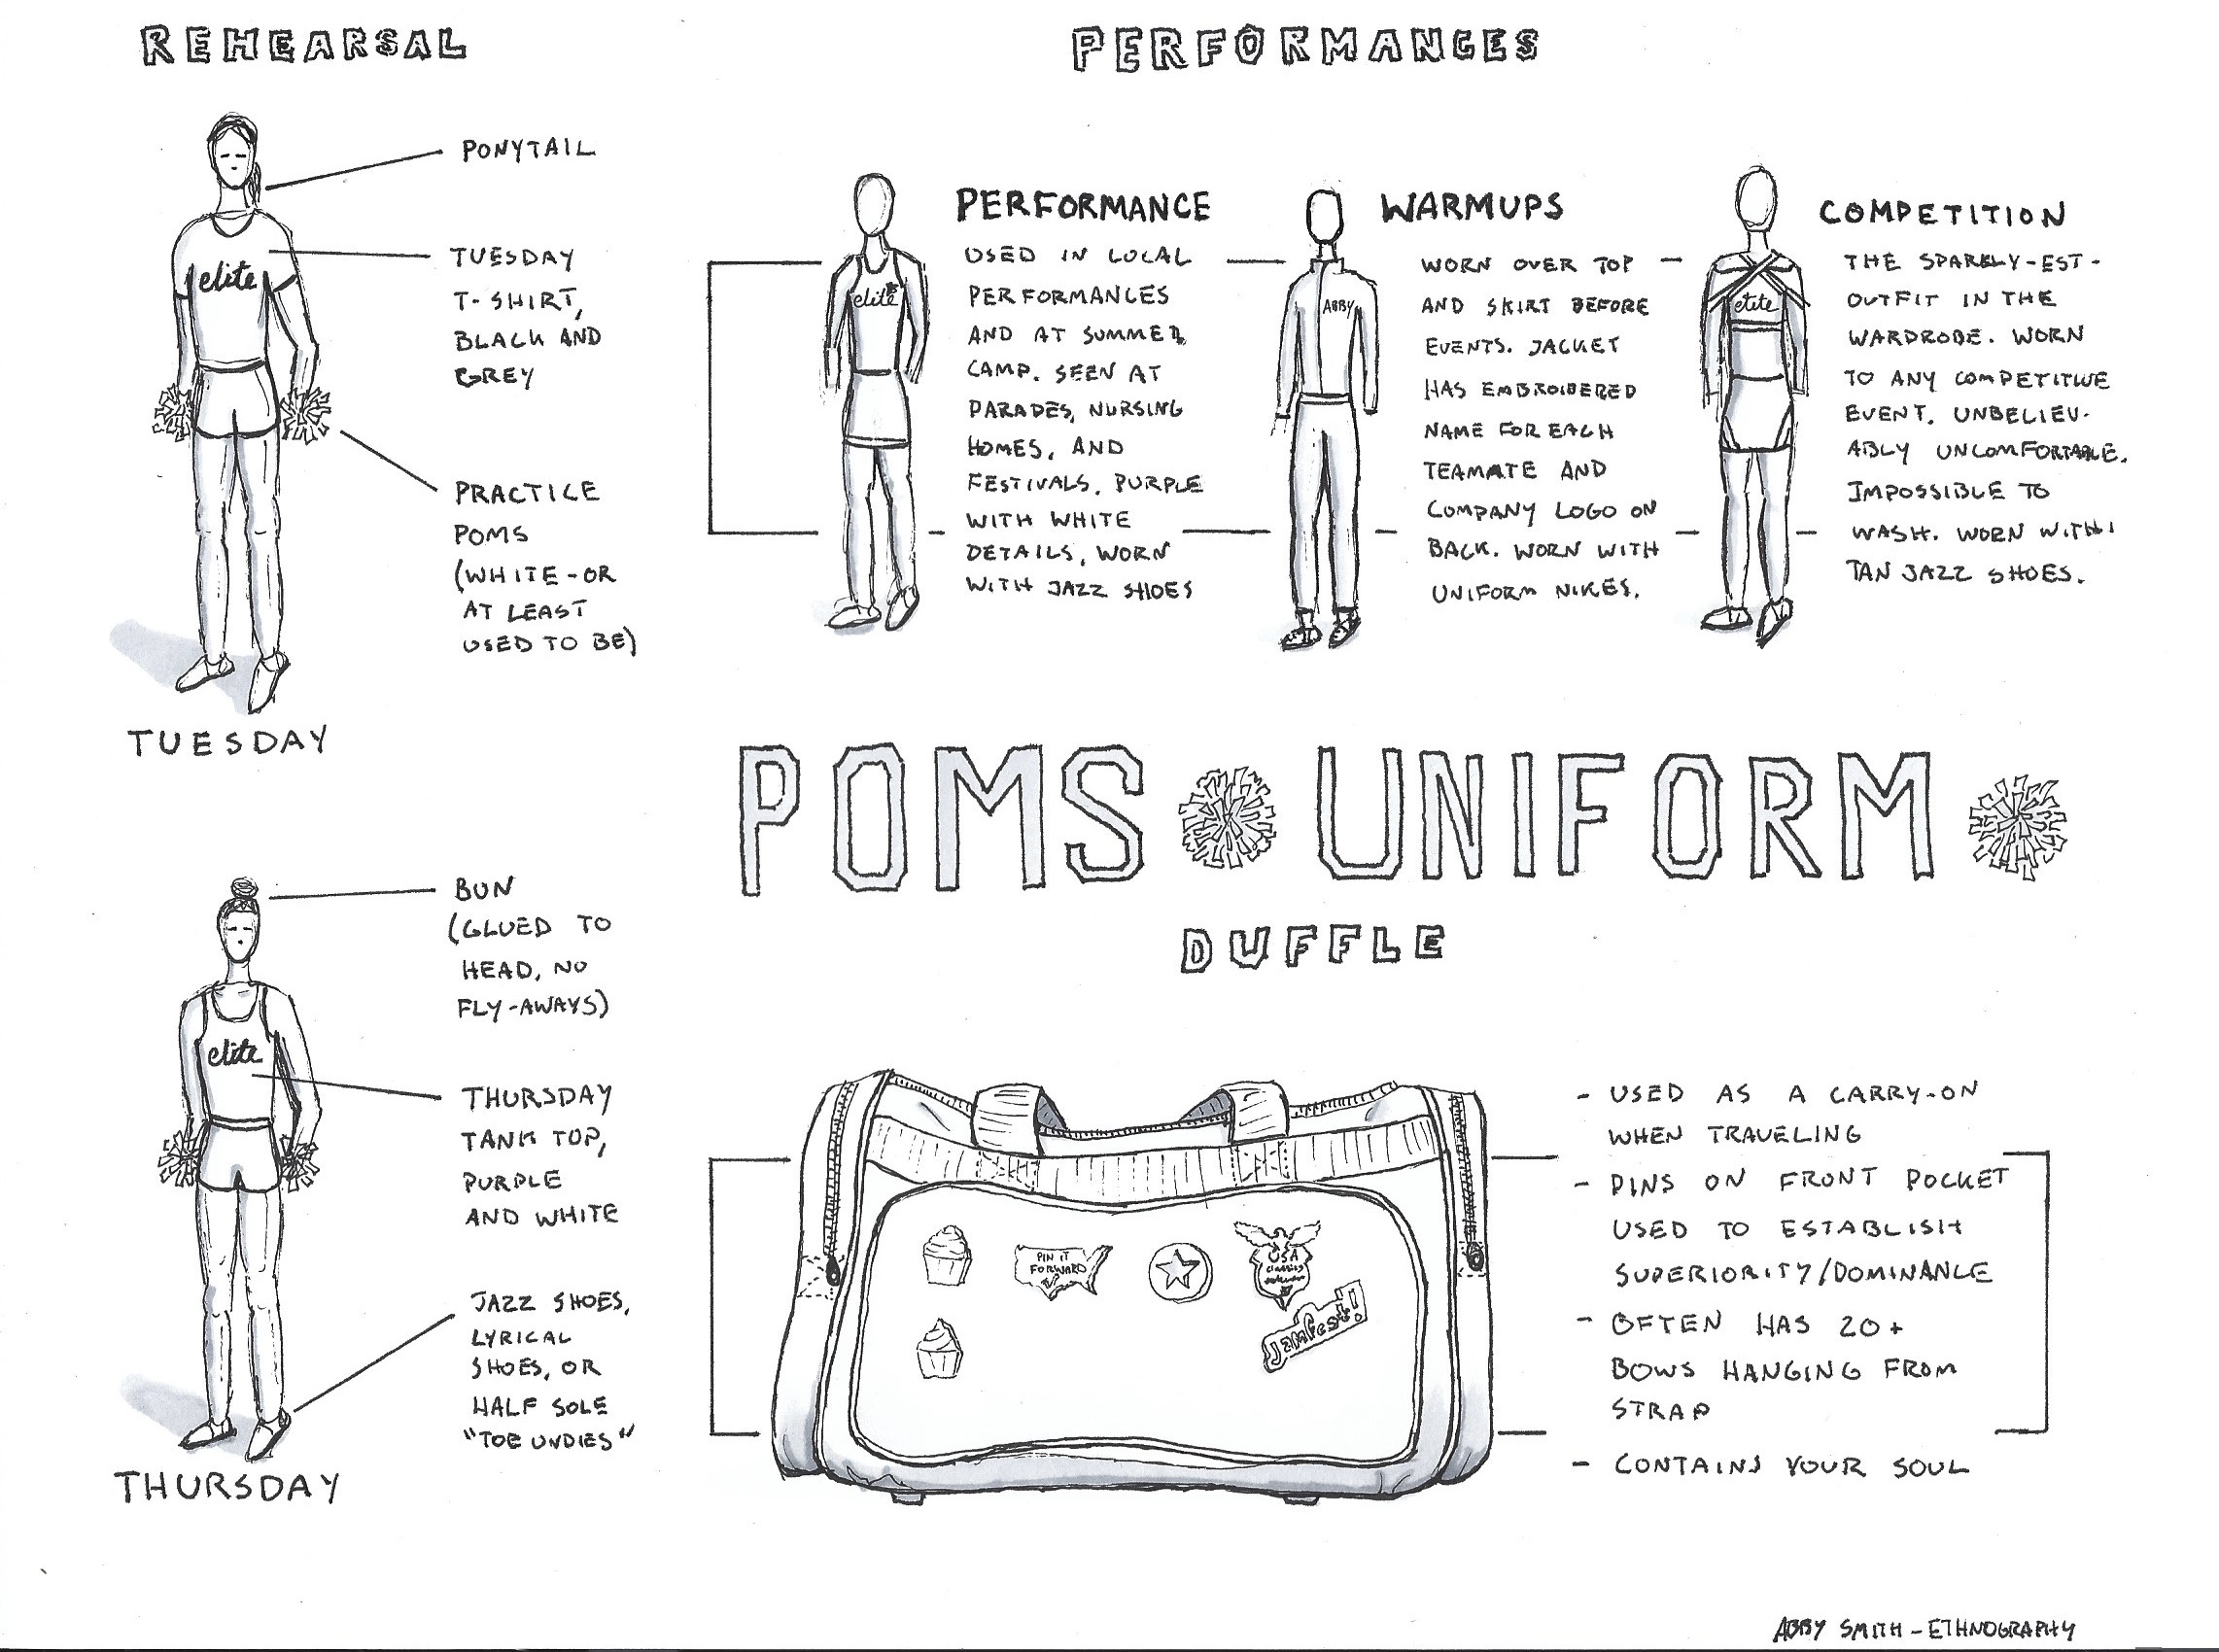 REHEARSAL
PONYTAIL
elite
TUESDAY
T-SHIRT,
BLACK AND
GREY
PRACTICE
POMS
(WHITE-OR
AT LEAST
USED TO BE)
TUESDAY
BUN
(GLUED TO
HEAD, NO
FLY-AWAYS)
elite
THURSDAY
TANK TOP,
PURPLE
AND WHITE
JAZZ SHOES,
LYRICAL
SHOES, OR
HALF SOLE
"TOE UNDIES"
THURSDAY
PERFORMANCES
elite
PERFORMANCE
USED IN LOCAL
PERFORMANCES
AND AT SUMMER
CAMP. SEEN AT
PARADES, NURSING
HOMES, AND
FESTIVALS. PURPLE
WITH WHITE
DETAILS, WORN
WITH JAZZ SHOES
ABBY
WARMUPS
WORN OVER TOP
AND SKIRT BEFORE
EVENTS. JACKET
HAS EMBROIDERED
NAME FOR EACH
TEAMMATE AND
COMPANY LOGO ON
BACK. WORN WITH
UNIFORM NIKES.
elite
COMPETITION
THE SPARKLY-EST-
OUTFIT IN THE
WARDROBE. WORN
TO ANY COMPETITIVE
EVENT. UNBELIEV-
ABLY UNCOMFORTABLE.
IMPOSSIBLE TO
WASH. WORN WITH
TAN JAZZ SHOES.
POMS UNIFORM
DUFFLE
PIN IT
FORWARD
USA
Jamfest!
- USED AS A CARRY-ON
WHEN TRAVELING
- PINS ON FRONT POCKET
USED TO ESTABLISH
SUPERIORITY/DOMINANCE
- OFTEN HAS 20+
BOWS HANGING FROM
STRAP
- CONTAINS YOUR SOUL
ABBY SMITH - ETHNOGRAPHY